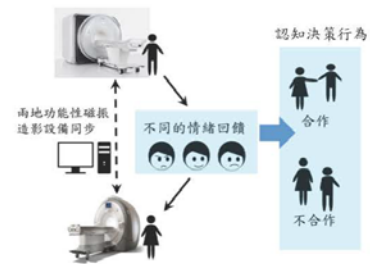 認知決策行為
兩地功能性磁振
造影設備同步
不同的情緒回饋
合作
不合作